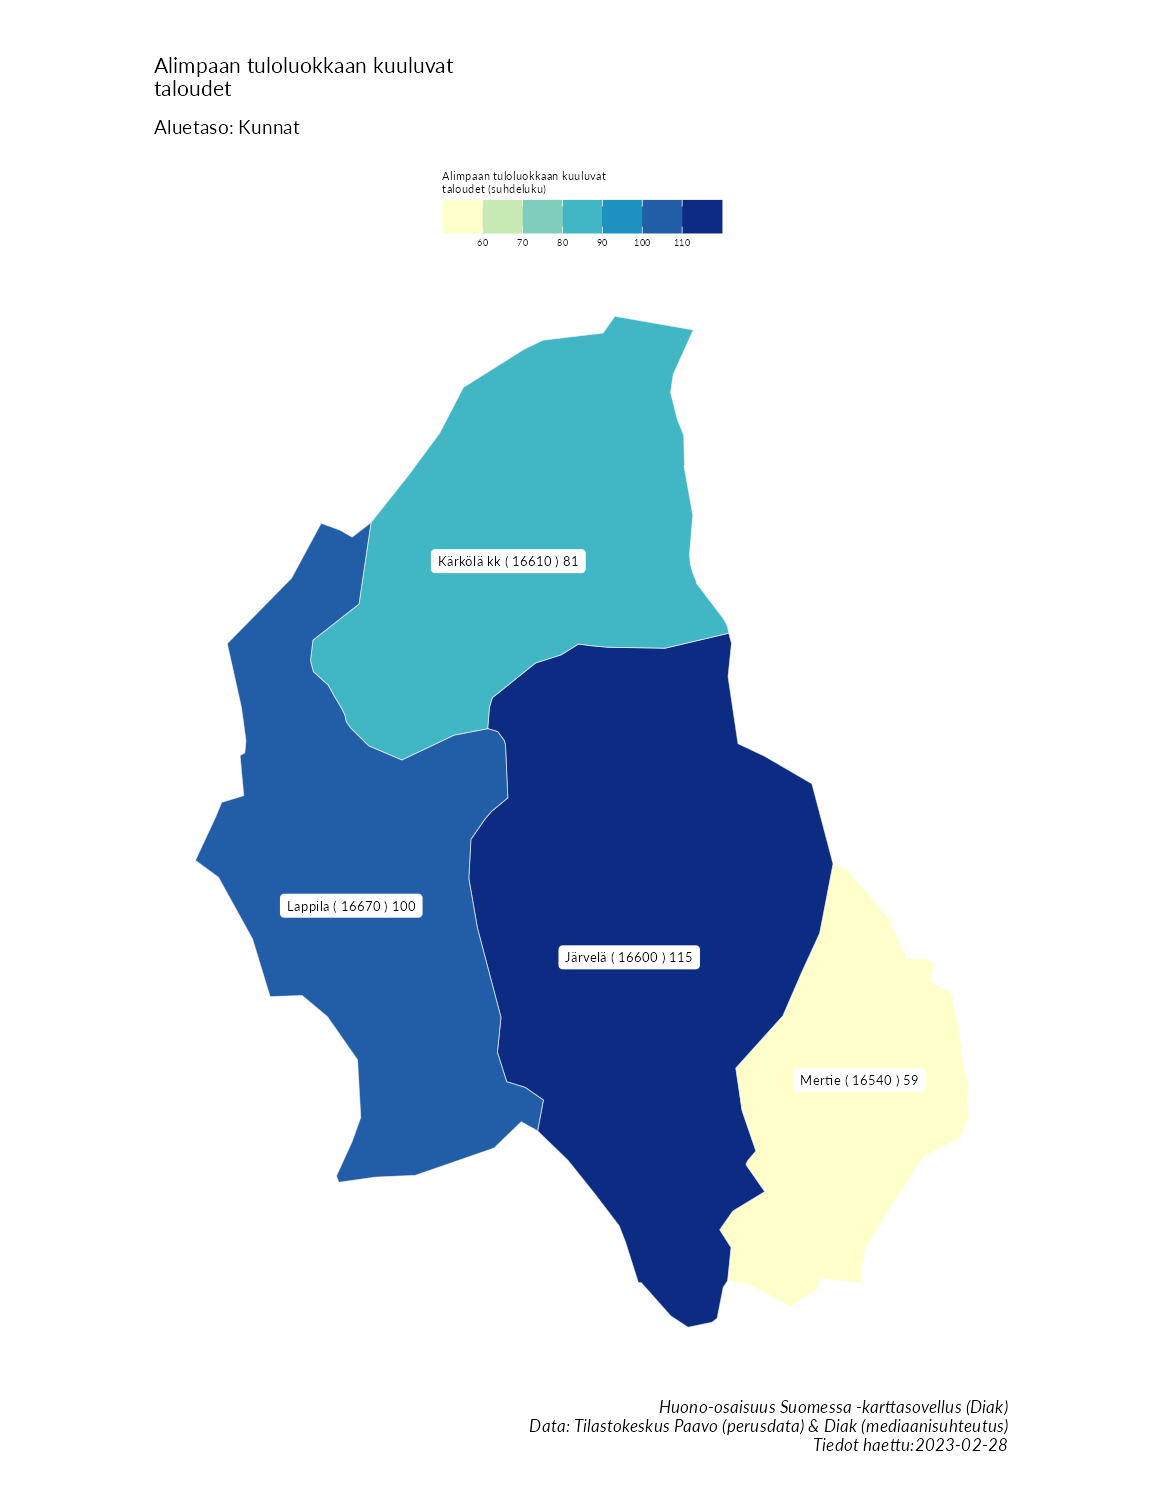 Alimpaan tuloluokkaan kuuluvat
taloudet
Aluetaso: Kunnat
Alimpaan tuloluokkaan kuuluvat
taloudet (suhdeluku)
60 70 80 90 100 110
Kärkölä kk ( 16610 ) 81
Lappila ( 16670 ) 100
Järvelä ( 16600 ) 115
Mertie ( 16540 ) 59
Huono-osaisuus Suomessa -karttasovellus (Diak)
Data: Tilastokeskus Paavo (perusdata) & Diak (mediaanisuhteutus)
Tiedot haettu:2023-02-28